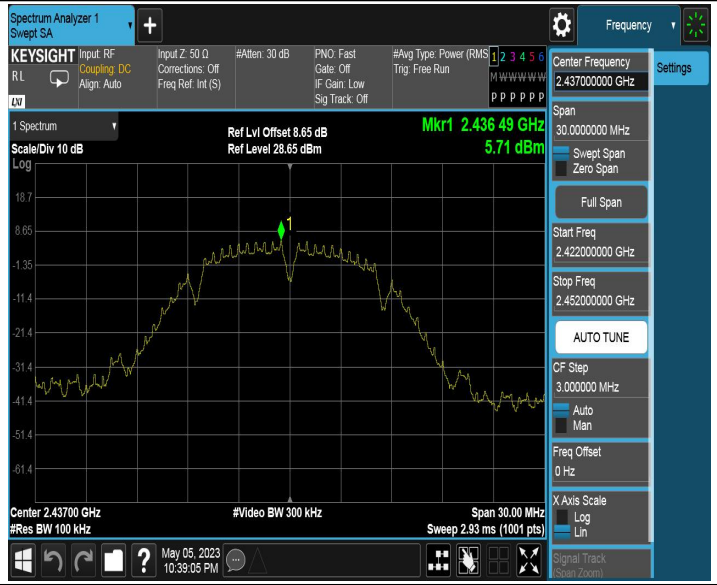 Spectrum Analyzer 1
Swept SA
+
Frequency
KEYSIGHT
RL
LXI
Input: RF
Coupling: DC
Align: Auto
Input Z: 50 Ω
Corrections: Off
Freq Ref: Int (S)
#Atten: 30 dB
PNO: Fast
Gate: Off
IF Gain: Low
Sig Track: Off
#Avg Type: Power (RMS
Trig: Free Run
1 2 3 4 5 6
M W W W W W
P P P P P P
1 Spectrum
Scale/Div 10 dB
Log
Ref Lvl Offset 8.65 dB
Ref Level 28.65 dBm
Mkr1 2.436 49 GHz
5.71 dBm
1
18.7
8.65
-1.35
-11.4
-21.4
-31.4
-41.4
-51.4
-61.4
Center 2.43700 GHz
#Res BW 100 kHz
#Video BW 300 kHz
Span 30.00 MHz
Sweep 2.93 ms (1001 pts)
?
May 05, 2023
10:39:05 PM
Center Frequency
2.437000000 GHz
Span
30.0000000 MHz
Swept Span
Zero Span
Full Span
Start Freq
2.422000000 GHz
Stop Freq
2.452000000 GHz
AUTO TUNE
CF Step
3.000000 MHz
Auto
Man
Freq Offset
0 Hz
X Axis Scale
Log
Lin
Signal Track
(Span Zoom)
Settings